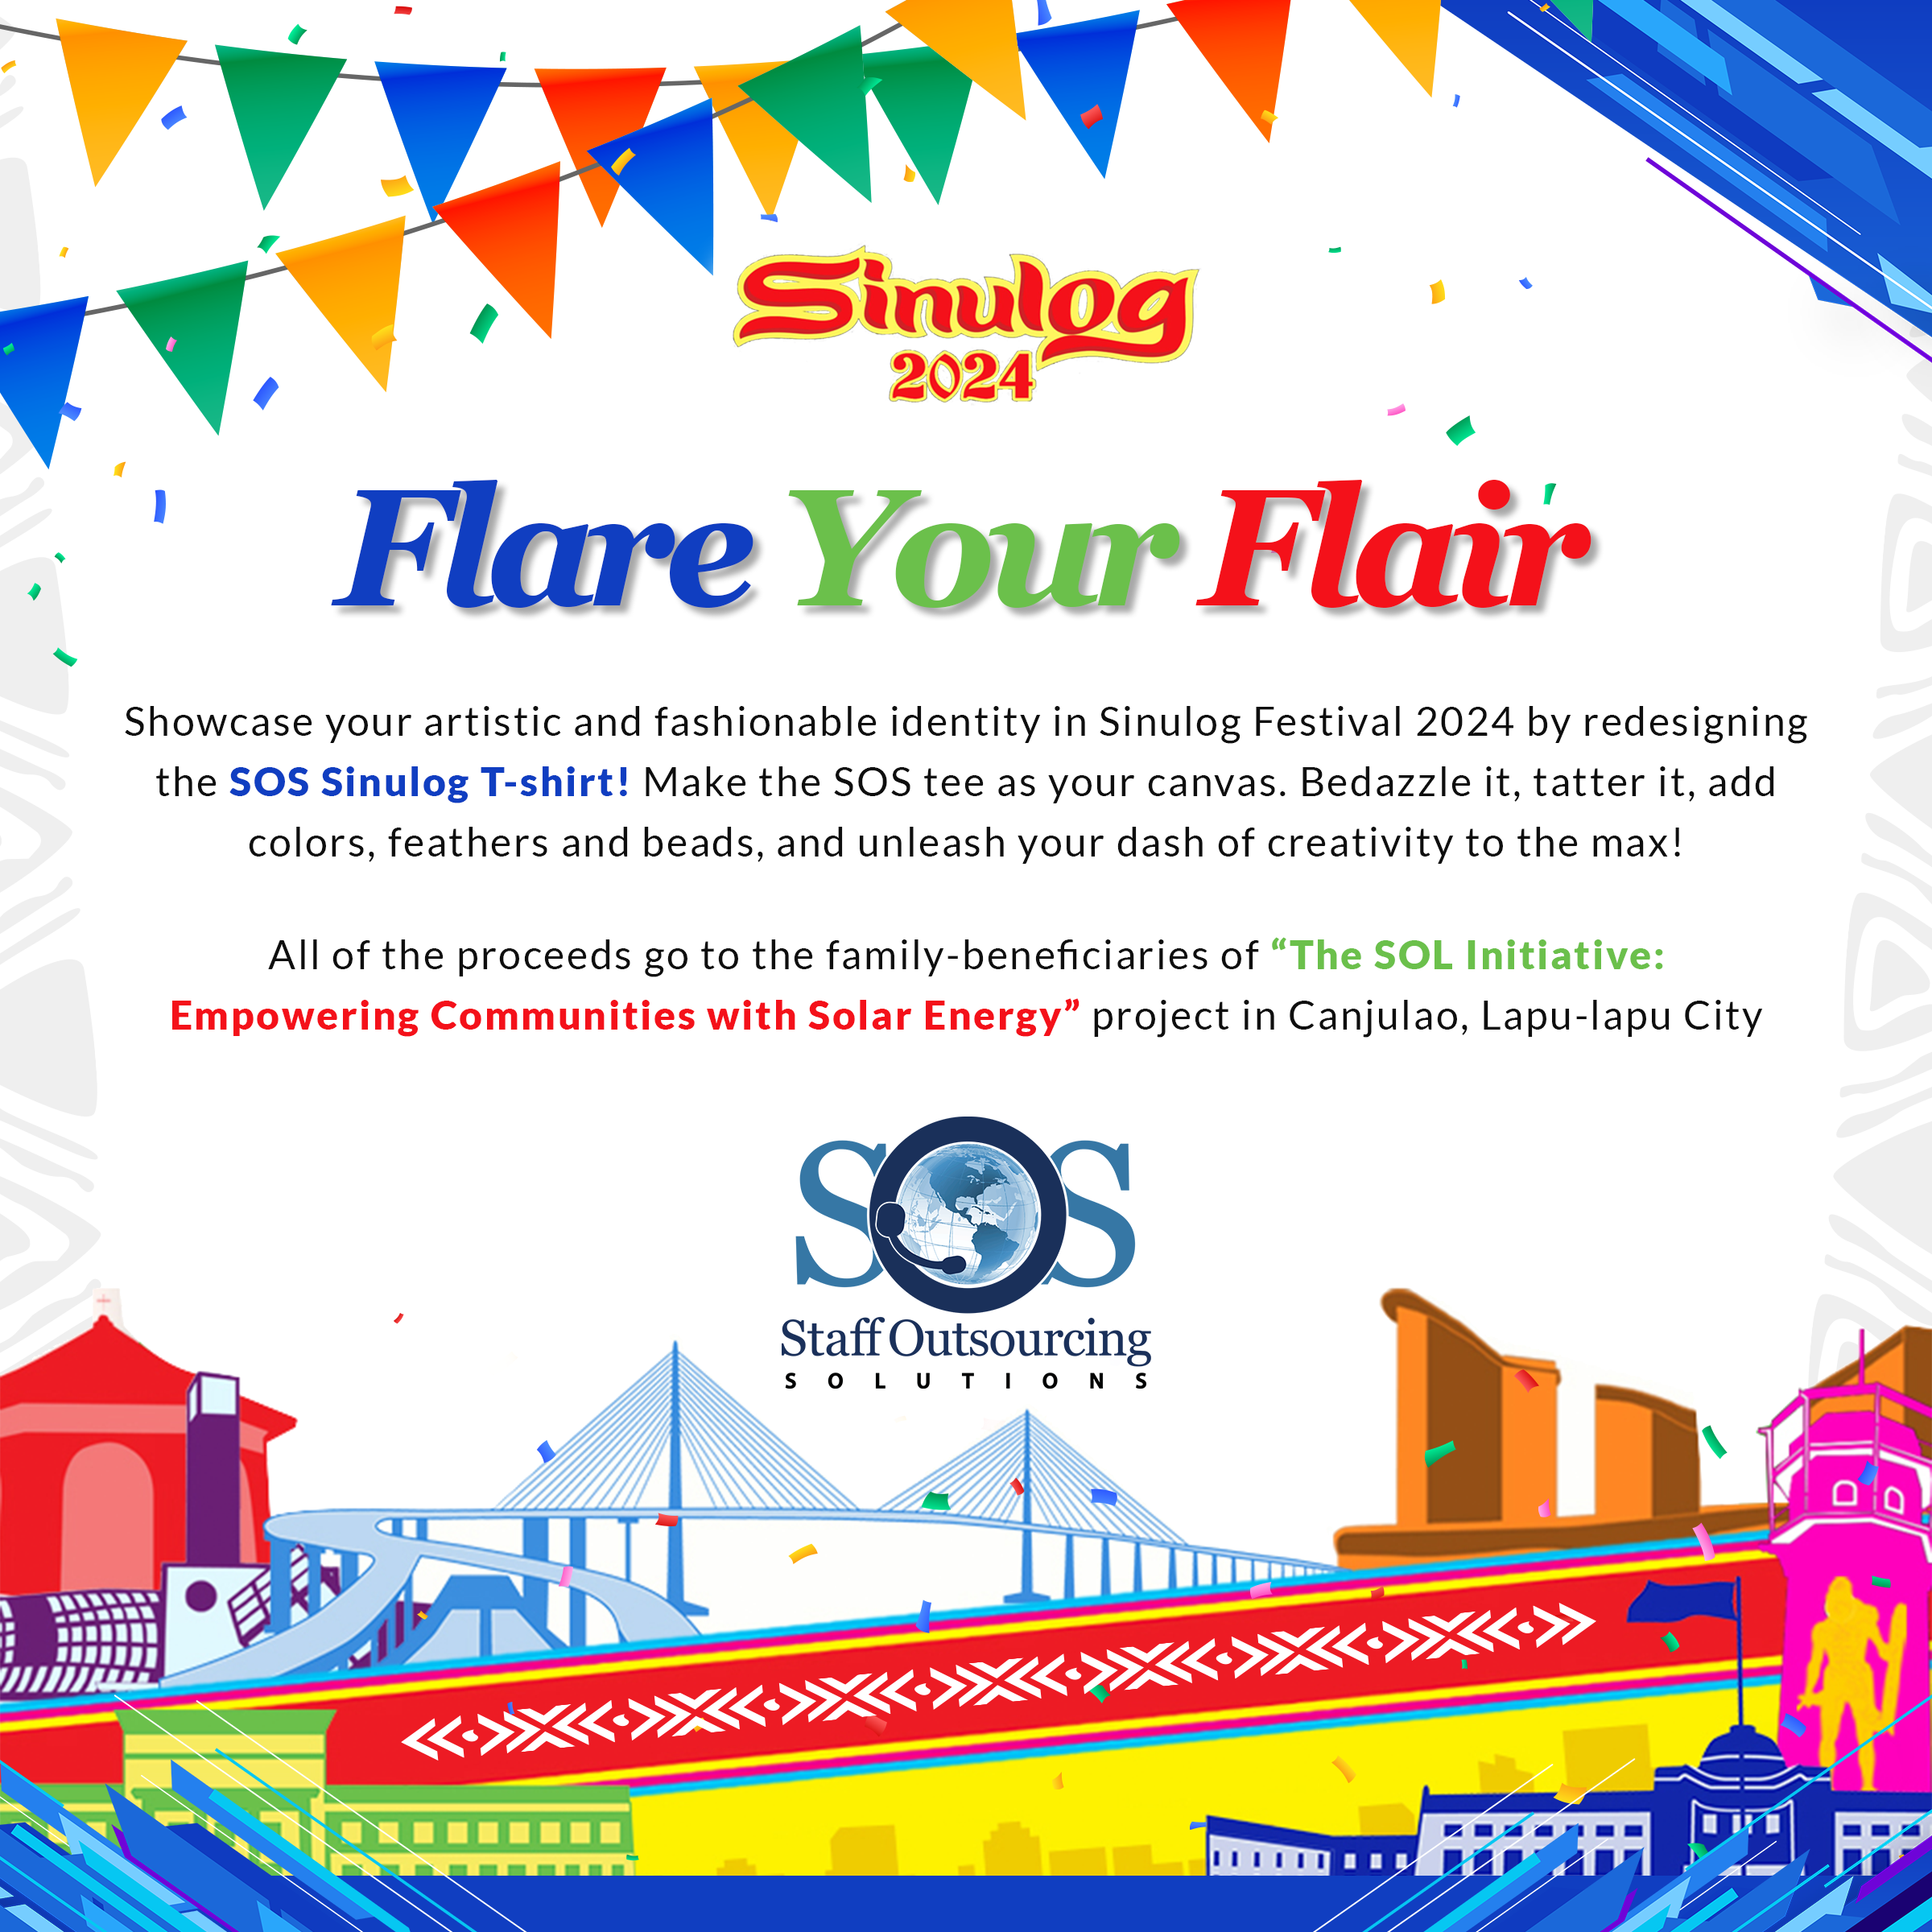 Sinulog
2024
Flare Your Flair
Showcase your artistic and fashionable identity in Sinulog Festival 2024 by redesigning
the SOS Sinulog T-shirt! Make the SOS tee as your canvas. Bedazzle it, tatter it, add
colors, feathers and beads, and unleash your dash of creativity to the max!
All of the proceeds go to the family-beneficiaries of “The SOL Initiative:
Empowering Communities with Solar Energy” project in Canjulao, Lapu-lapu City
SOS
Staff Outsourcing
SOLUTIONS